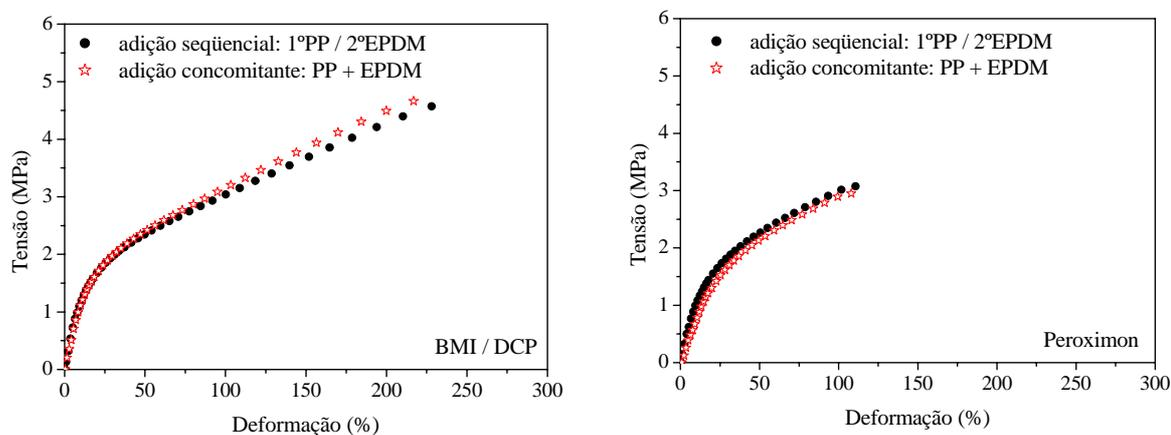 6
5
4
3
2
1
0
Tensão (MPa)
adição seqüencial: 1ºPP / 2ºEPDM
adição concomitante: PP + EPDM
BMI / DCP
0 50 100 150 200 250 300
Deformação (%)
6
5
4
3
2
1
0
Tensão (MPa)
adição seqüencial: 1ºPP / 2ºEPDM
adição concomitante: PP + EPDM
Peroximon
0 50 100 150 200 250 300
Deformação (%)